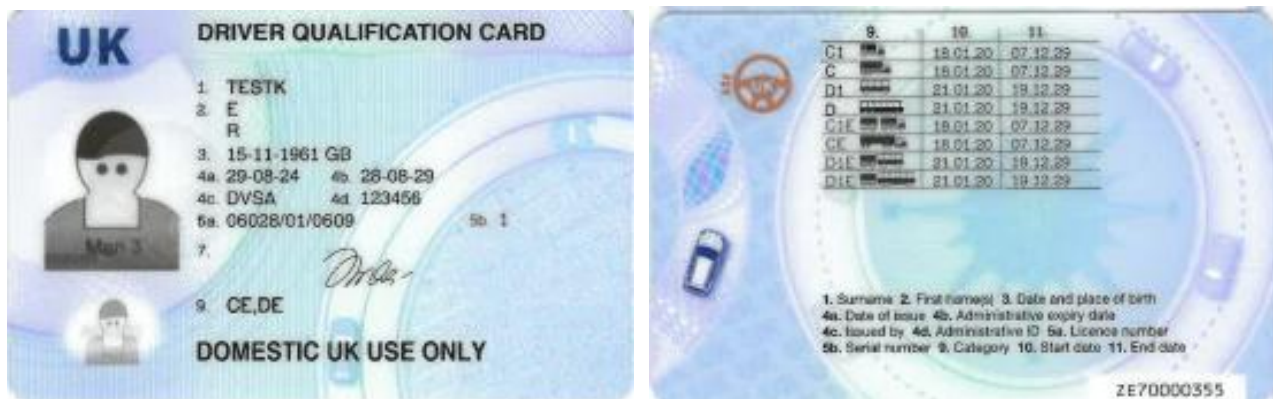 UK
DRIVER QUALIFICATION CARD
1. TESTK
2. E
R
3. 15-11-1961 GB
4a. 29-08-24 4b. 28-08-29
4c. DVSA 4d. 123456
5a. 06028/01/0609 5b. 1
7.
Man 3
9. CE,DE
DOMESTIC UK USE ONLY
9. 10. 11.
C1 18.01.20 07.12.29
C 18.01.20 07.12.29
D1 21.01.20 19.12.29
D 21.01.20 19.12.29
C1E 18.01.20 07.12.29
CE 18.01.20 07.12.29
D1E 21.01.20 19.12.29
D1E 21.01.20 19.12.29
1. Surname 2. First name(s) 3. Date and place of birth
4a. Date of issue 4b. Administrative expiry date
4c. Issued by 4d. Administrative ID 5a. Licence number
5b. Serial number 9. Category 10. Start date 11. End date
ZE70000355